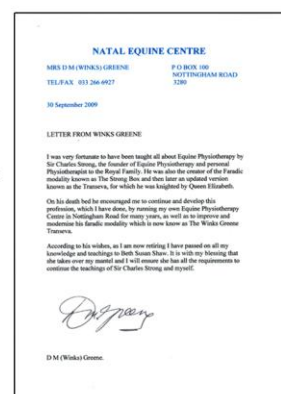 NATAL EQUINE CENTRE
MRS D M (WINKS) GREENE
P O BOX 100
NOTTINGHAM ROAD
TEL/FAX 033 266 6927
3280
30 September 2009
LETTER FROM WINKS GREENE
I was very fortunate to have been taught all about Equine Physiotherapy by
Sir Charles Strong, the founder of Equine Physiotherapy and personal
Physiotherapist to the Royal Family. He was also the creator of the Faradic
modality known as The Strong Box and then later an updated version
known as the Transeva, for which he was knighted by Queen Elizabeth.
On his death bed he encouraged me to continue and develop this
profession, which I have done, by running my own Equine Physiotherapy
Centre in Nottingham Road for many years, as well as to improve and
modernise his faradic modality which is now know as The Winks Greene
Transeva.
According to his wishes, as I am now retiring I have passed on all my
knowledge and teachings to Beth Susan Shaw. It is with my blessing that
she takes over my mantel and I will ensure she has all the requirements to
continue the teachings of Sir Charles Strong and myself.
D M Greene
D M (Winks) Greene.